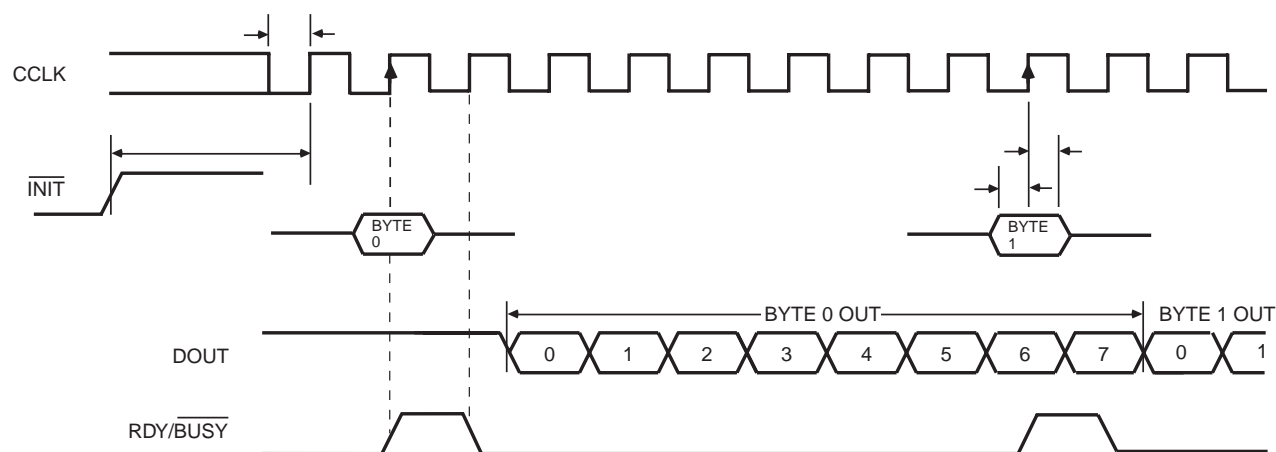 CCLK
INIT
BYTE
0
BYTE
1
BYTE 0 OUT
BYTE 1 OUT
DOUT
0 1 2 3 4 5 6 7 0 1
RDY/BUSY